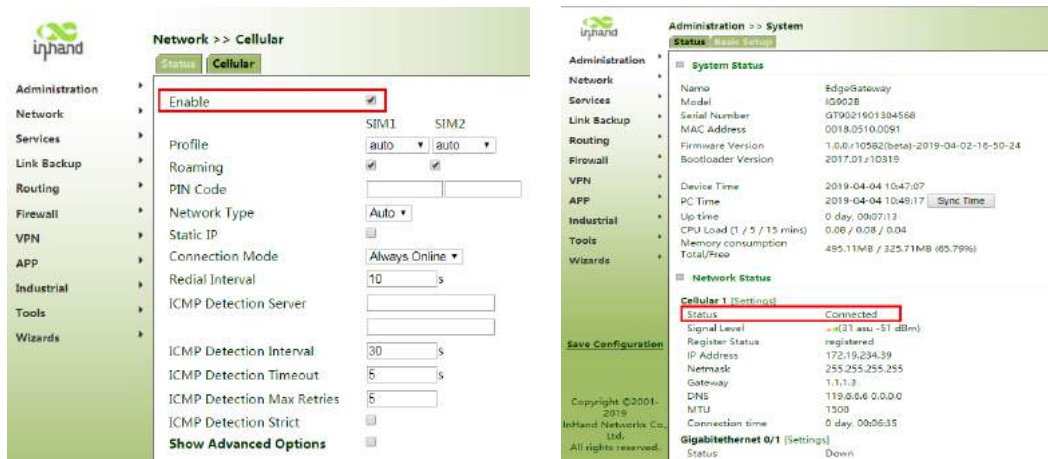 inhand
Network >> Cellular
Status Cellular
Administration
Network
Services
Link Backup
Routing
Firewall
VPN
APP
Industrial
Tools
Wizards
Enable
SIM1 SIM2
Profile auto auto
Roaming
PIN Code
Network Type Auto
Static IP
Connection Mode Always Online
Redial Interval 10 s
ICMP Detection Server
ICMP Detection Interval 30 s
ICMP Detection Timeout 5 s
ICMP Detection Max Retries 5
ICMP Detection Strict
Show Advanced Options
inhand
Administration >> System
Status Basic Setup
Administration
Network
Services
Link Backup
Routing
Firewall
VPN
APP
Industrial
Tools
Wizards
Save Configuration
Copyright ©2001-
2019
InHand Networks Co.,
Ltd.
All rights reserved.
System Status
Name EdgeGateway
Model IG902B
Serial Number GT9021901304568
MAC Address 0018.0510.0091
Firmware Version 1.0.0.r10582(beta)-2019-04-02-16-50-24
Bootloader Version 2017.01.r10319
Device Time 2019-04-04 10:47:07
PC Time 2019-04-04 10:49:17 Sync Time
Up time 0 day, 00:07:13
CPU Load (1 / 5 / 15 mins) 0.08 / 0.08 / 0.04
Memory consumption
Total/Free 495.11MB / 325.71MB (65.79%)
Network Status
Cellular 1 [Settings]
Status Connected
Signal Level (31 asu -51 dBm)
Register Status registered
IP Address 172.19.234.39
Netmask 255.255.255.255
Gateway 1.1.1.3
DNS 119.6.6.6 0.0.0.0
MTU 1500
Connection time 0 day, 00:06:35
Gigabitethernet 0/1 [Settings]
Status Down